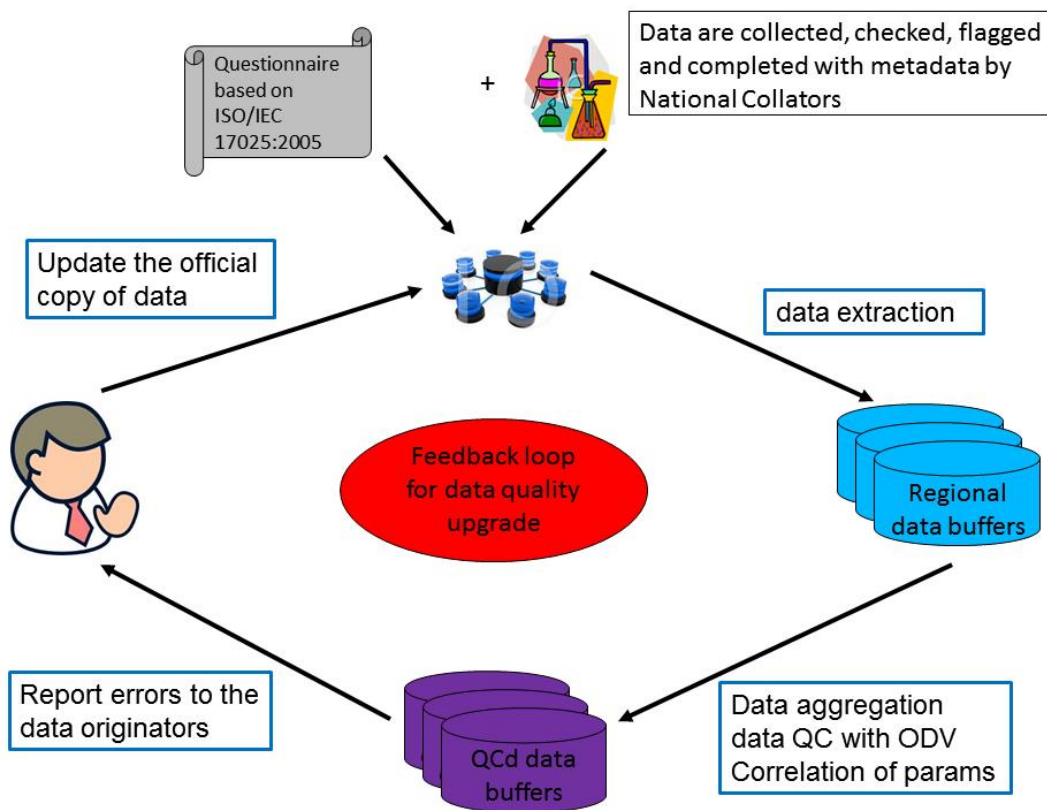 Questionnaire
based on
ISO/IEC
17025:2005
+
Data are collected, checked, flagged
and completed with metadata by
National Collators
Update the official
copy of data
data extraction
Feedback loop
for data quality
upgrade
Regional
data buffers
Report errors to the
data originators
QCd data
buffers
Data aggregation
data QC with ODV
Correlation of params